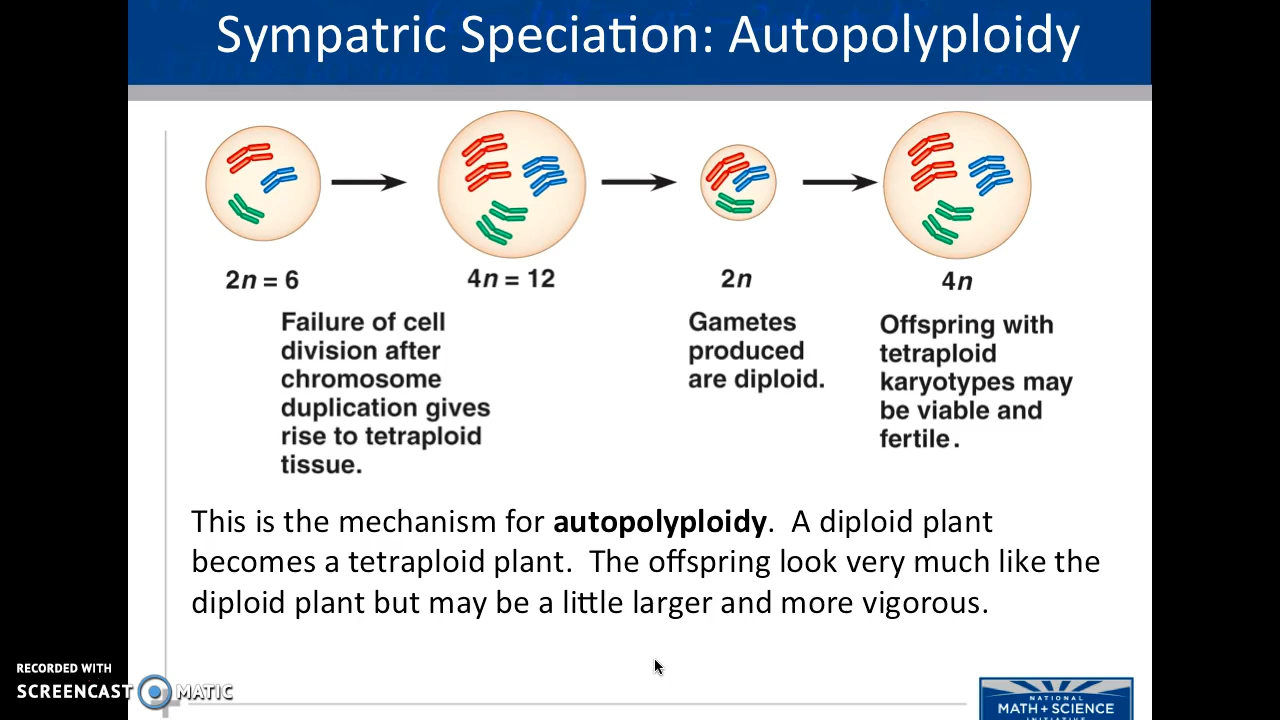 Sympatric Speciation: Autopolyploidy
2n = 6
4n = 12
2n
4n
Failure of cell
division after
chromosome
duplication gives
rise to tetraploid
tissue.
Gametes
produced
are diploid.
Offspring with
tetraploid
karyotypes may
be viable and
fertile.
This is the mechanism for autopolyploidy. A diploid plant
becomes a tetraploid plant. The offspring look very much like the
diploid plant but may be a little larger and more vigorous.
RECORDED WITH
SCREENCAST MATIC
NATIONAL
MATH + SCIENCE
INITIATIVE